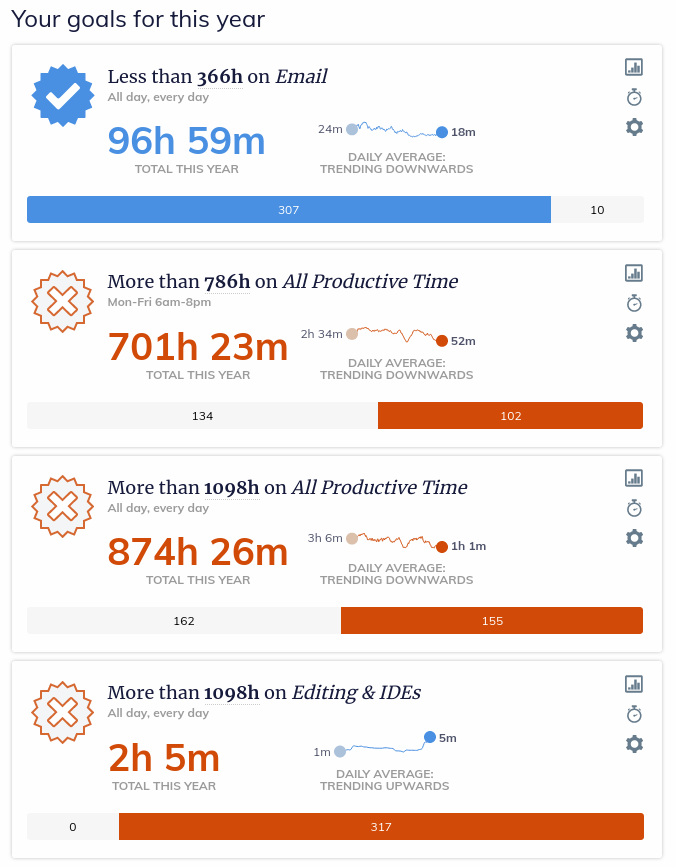 Your goals for this year
Less than 366h on Email
All day, every day
96h 59m
TOTAL THIS YEAR
24m
18m
DAILY AVERAGE:
TRENDING DOWNWARDS
307
10
More than 786h on All Productive Time
Mon-Fri 6am-8pm
701h 23m
TOTAL THIS YEAR
2h 34m
52m
DAILY AVERAGE:
TRENDING DOWNWARDS
134
102
More than 1098h on All Productive Time
All day, every day
874h 26m
TOTAL THIS YEAR
3h 6m
1h 1m
DAILY AVERAGE:
TRENDING DOWNWARDS
162
155
More than 1098h on Editing & IDEs
All day, every day
2h 5m
TOTAL THIS YEAR
1m
5m
DAILY AVERAGE:
TRENDING UPWARDS
0
317